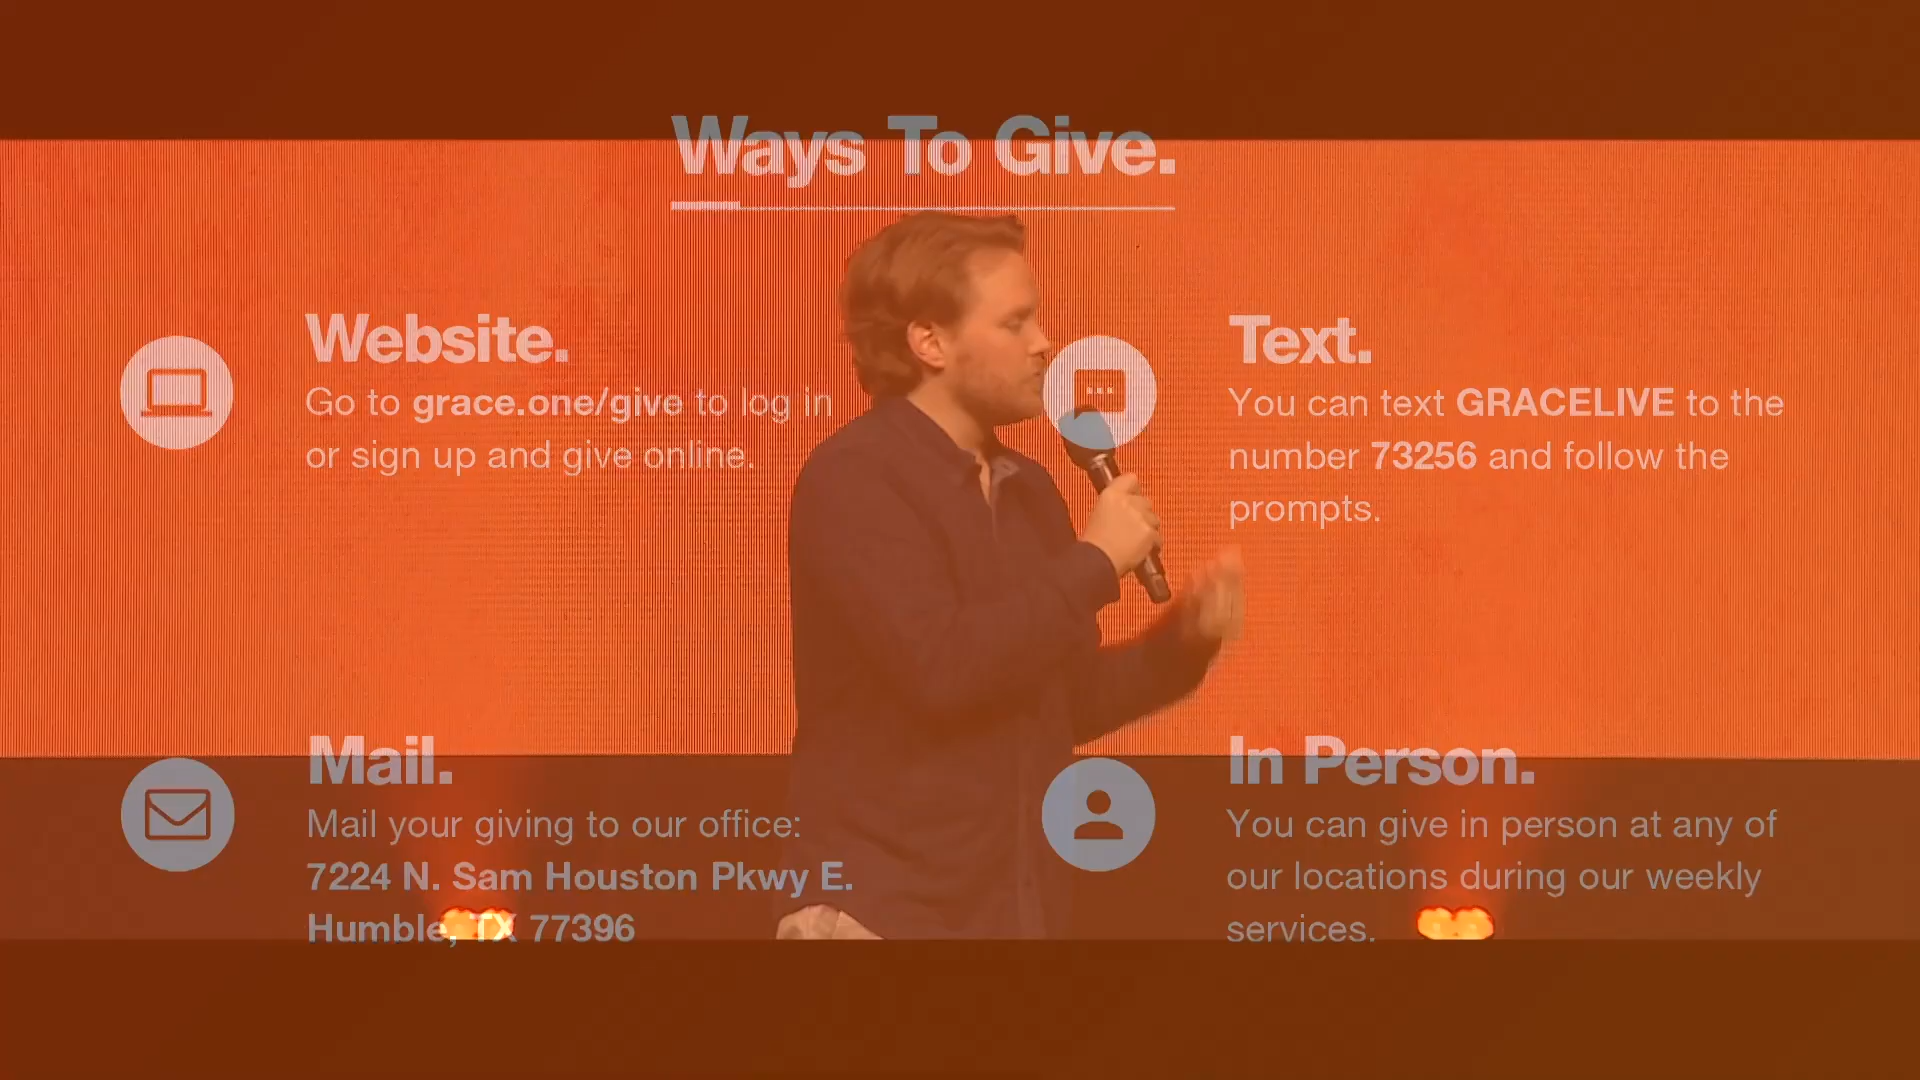 Ways To Give.
Website.
Go to grace.one/give to log in
or sign up and give online.
Text.
You can text GRACELIVE to the
number 73256 and follow the
prompts.
Mail.
Mail your giving to our office:
7224 N. Sam Houston Pkwy E.
Humble, TX 77396
In Person.
You can give in person at any of
our locations during our weekly
services.